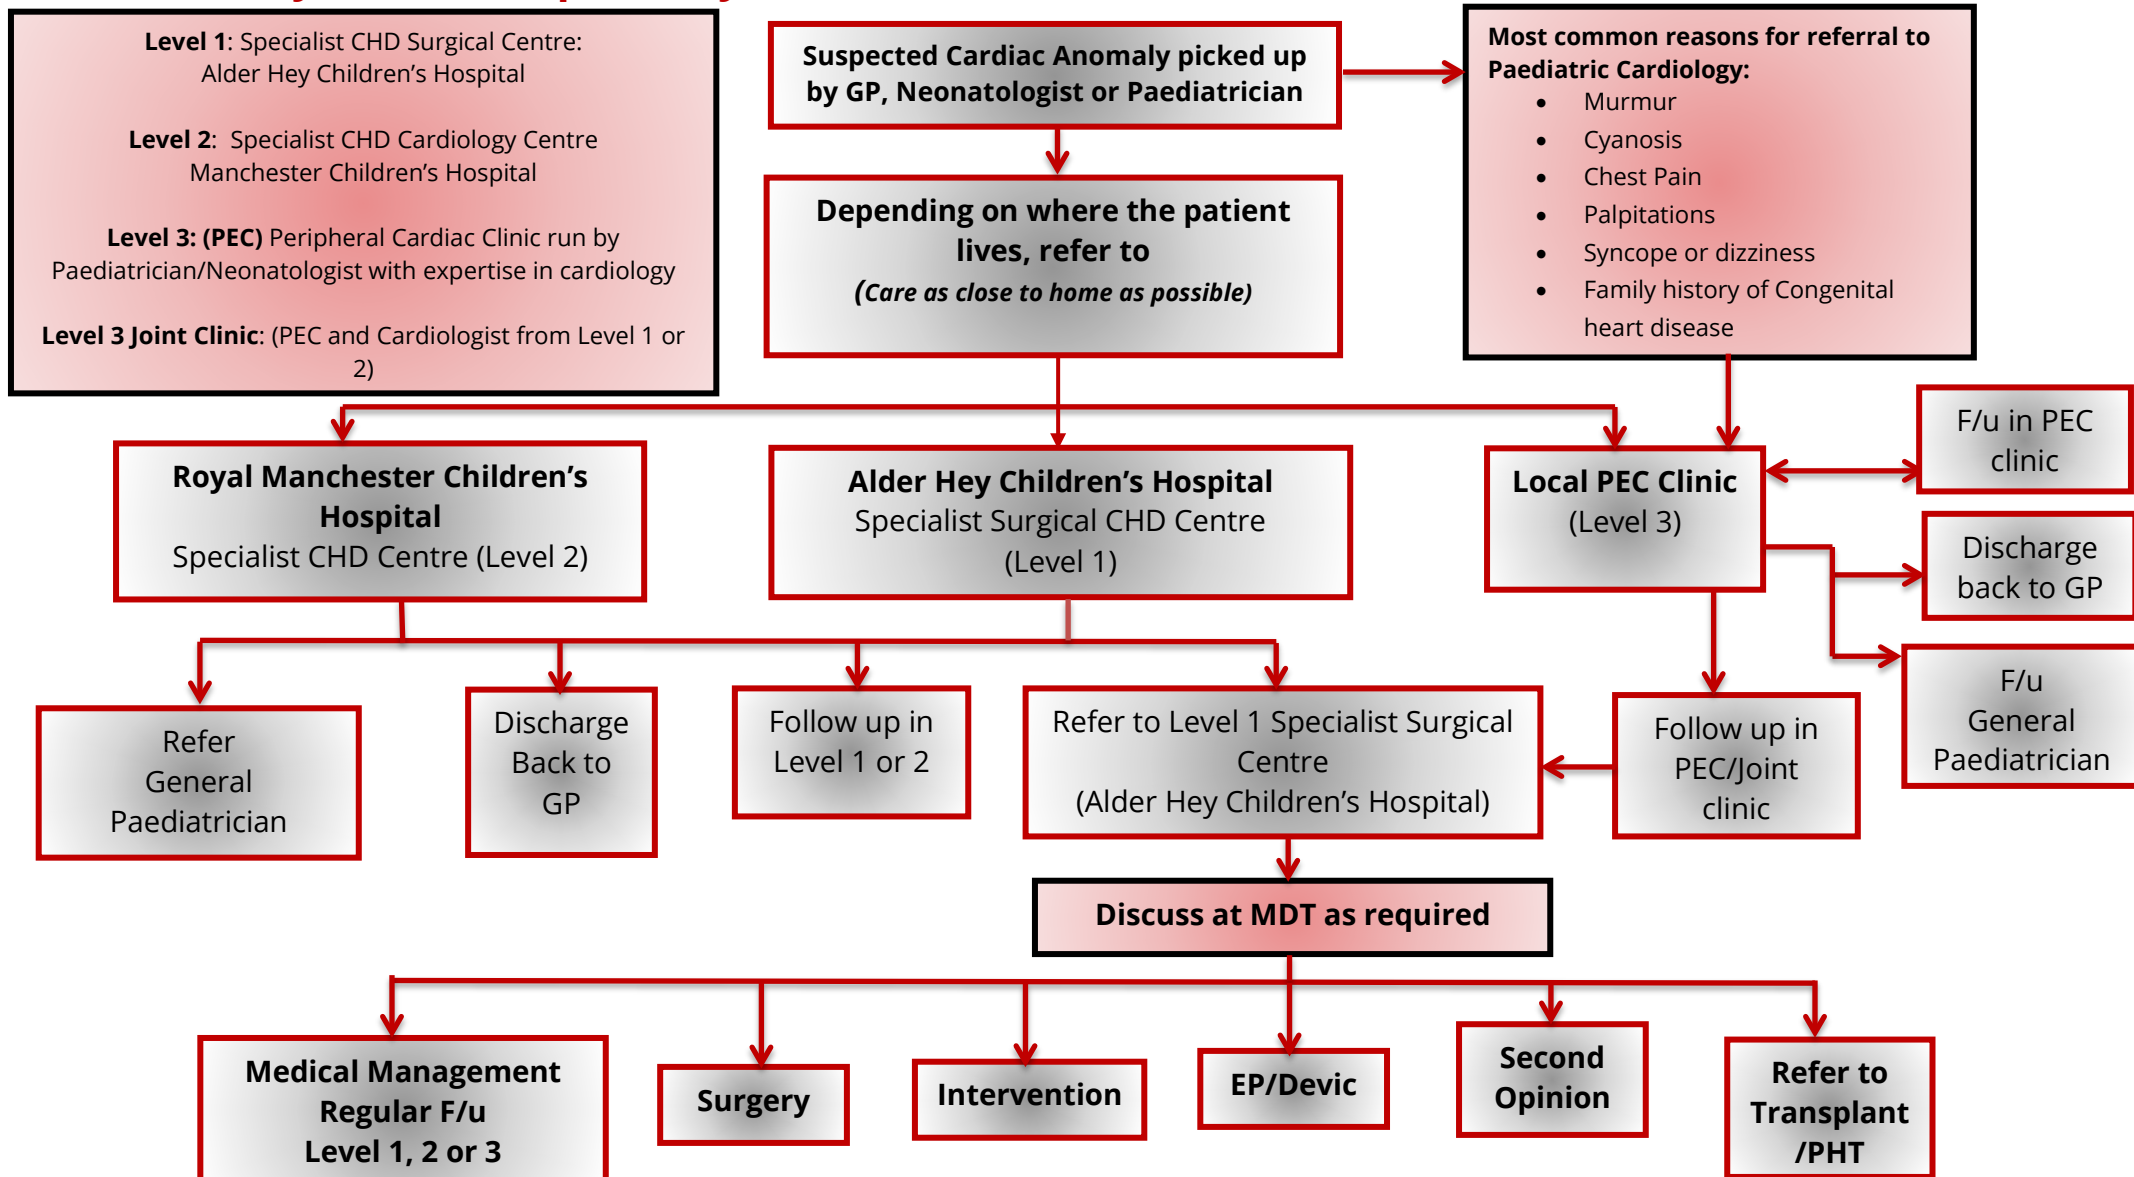 Level 1: Specialist CHD Surgical Centre:
Alder Hey Children’s Hospital
Level 2: Specialist CHD Cardiology Centre
Manchester Children’s Hospital
Level 3: (PEC) Peripheral Cardiac Clinic run by
Paediatrician/Neonatologist with expertise in cardiology
Level 3 Joint Clinic: (PEC and Cardiologist from Level 1 or
2)
Suspected Cardiac Anomaly picked up
by GP, Neonatologist or Paediatrician
Most common reasons for referral to
Paediatric Cardiology:
• Murmur
• Cyanosis
• Chest Pain
• Palpitations
• Syncope or dizziness
• Family history of Congenital
heart disease
Depending on where the patient
lives, refer to
(Care as close to home as possible)
Royal Manchester Children’s
Hospital
Specialist CHD Centre (Level 2)
Alder Hey Children’s Hospital
Specialist Surgical CHD Centre
(Level 1)
Local PEC Clinic
(Level 3)
F/u in PEC
clinic
Discharge
back to GP
F/u
General
Paediatrician
Refer
General
Paediatrician
Discharge
Back to
GP
Follow up in
Level 1 or 2
Refer to Level 1 Specialist Surgical
Centre
(Alder Hey Children’s Hospital)
Follow up in
PEC/Joint
clinic
Discuss at MDT as required
Medical Management
Regular F/u
Level 1, 2 or 3
Surgery
Intervention
EP/Devic
Second
Opinion
Refer to
Transplant
/PHT